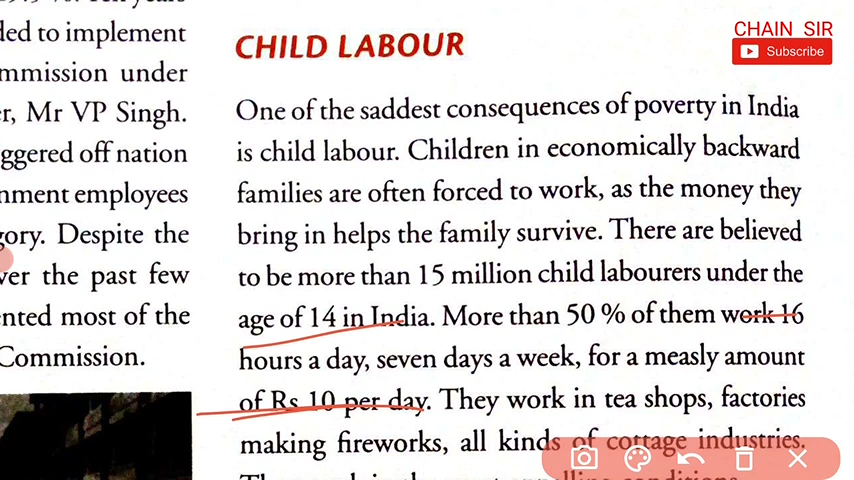 ded to implement
mmission under
r, Mr VP Singh.
ggered off nation
nment employees
gory. Despite the
ver the past few
ented most of the
Commission.
CHILD LABOUR
One of the saddest consequences of poverty in India
is child labour. Children in economically backward
families are often forced to work, as the money they
bring in helps the family survive. There are believed
to be more than 15 million child labourers under the
age of 14 in India. More than 50 % of them work 16
hours a day, seven days a week, for a measly amount
of Rs 10 per day. They work in tea shops, factories
making fireworks, all kinds of cottage industries.
CHAIN SIR
Subscribe